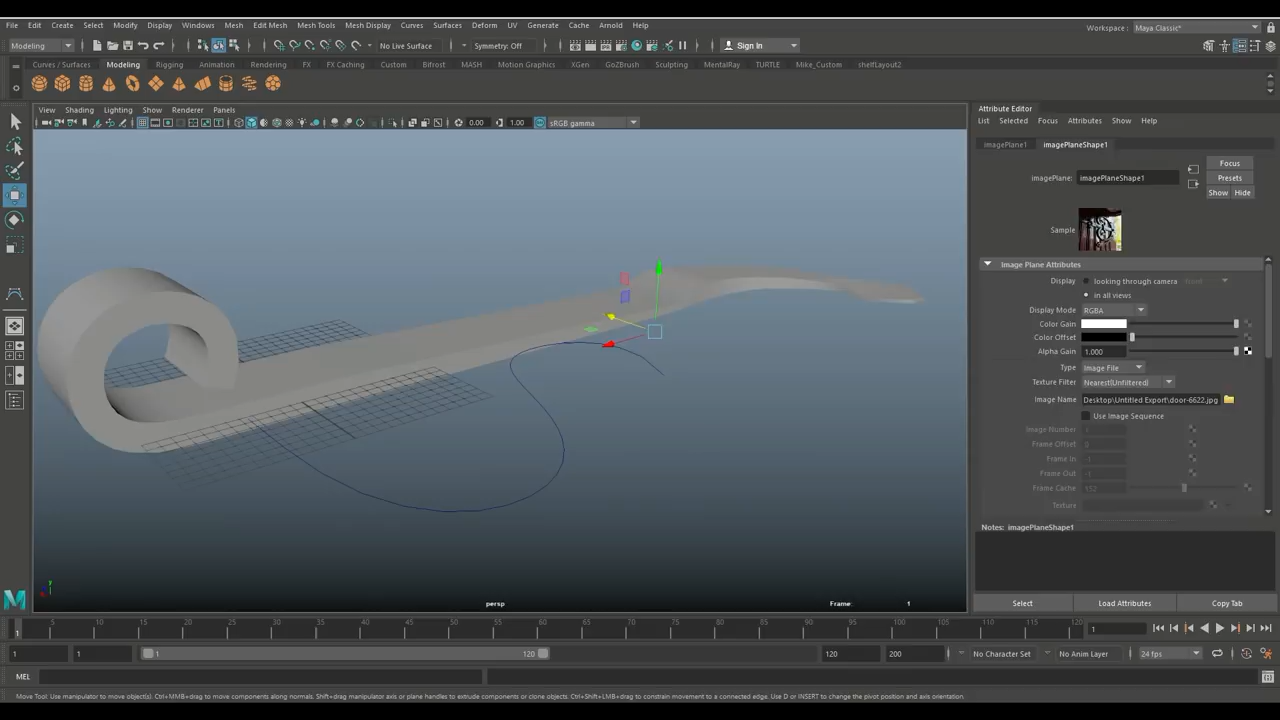 File Edit Create Select Modify Display Windows Mesh Edit Mesh Mesh Tools Mesh Display Curves Surfaces Deform UV Generate Cache Arnold Help
Workspace: Maya Classic*
Modeling No Live Surface Symmetry: Off Sign In
Curves / Surfaces Modeling Rigging Animation Rendering FX FX Caching Custom Bifrost MASH Motion Graphics XGen GoZBrush Sculpting MentalRay TURTLE Mike_Custom shelfLayout2
View Shading Lighting Show Renderer Panels
0.00 1.00 sRGB gamma
persp
Frame: 1
Attribute Editor
List Selected Focus Attributes Show Help
imagePlane1 imagePlaneShape1
Focus
imagePlane: imagePlaneShape1
Presets
Show Hide
Sample
Image Plane Attributes
Display looking through camera
in all views
Display Mode RGBA
Color Gain
Color Offset
Alpha Gain 1.000
Type Image File
Texture Filter Nearest(Unfiltered)
Image Name Desktop\Untitled Export\door-6622.jpg
Use Image Sequence
Image Number 1
Frame Offset 0
Frame In -1
Frame Out -1
Frame Cache 152
Texture
Notes: imagePlaneShape1
Select Load Attributes Copy Tab
1 5 10 15 20 25 30 35 40 45 50 55 60 65 70 75 80 85 90 95 100 105 110 115 120 1
1 1 1 120 120 200 No Character Set No Anim Layer 24 fps
MEL
Move Tool: Use manipulator to move object(s). Ctrl+MMB+drag to move components along normals. Shift+drag manipulator axis or plane handles to extrude components or clone objects. Ctrl+Shift+LMB+drag to constrain movement to a connected edge. Use D or INSERT to change the pivot position and axis orientation.